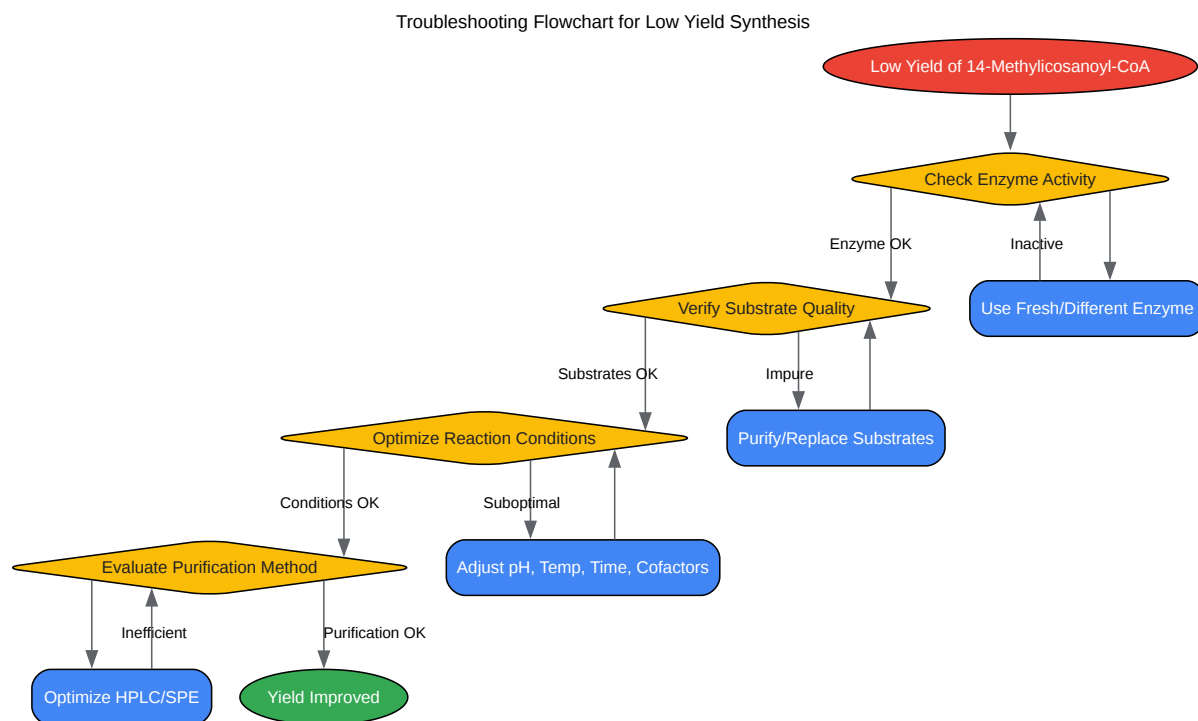 Troubleshooting Flowchart for Low Yield Synthesis
Low Yield of 14-Methylicosanoyl-CoA
Check Enzyme Activity
Enzyme OK
Inactive
Verify Substrate Quality
Use Fresh/Different Enzyme
Substrates OK
Impure
Optimize Reaction Conditions
Purify/Replace Substrates
Conditions OK
Suboptimal
Evaluate Purification Method
Adjust pH, Temp, Time, Cofactors
Inefficient
Purification OK
Optimize HPLC/SPE
Yield Improved